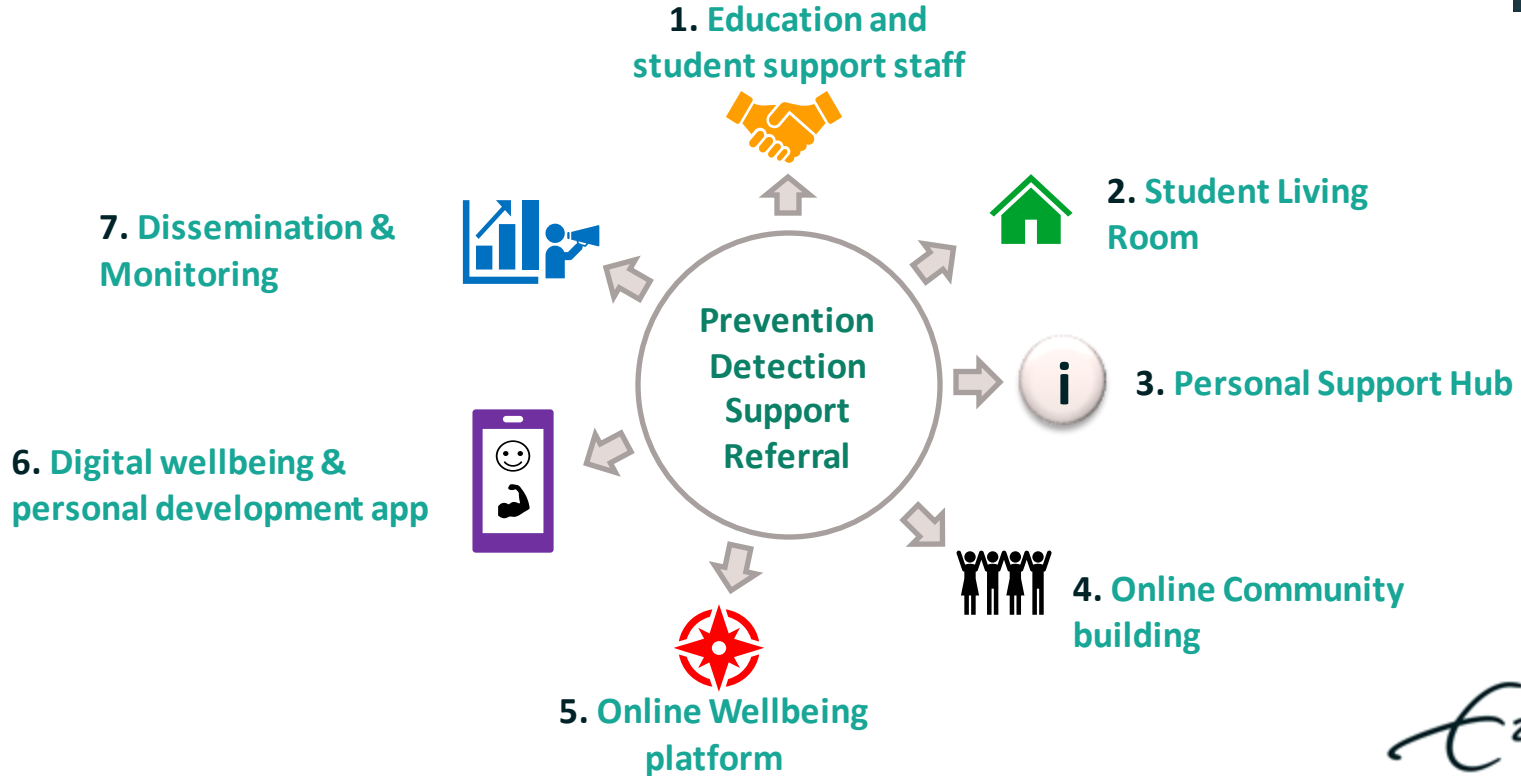 1. Education and
student support staff
2. Student Living
Room
7. Dissemination &
Monitoring
Prevention
Detection
Support
Referral
i
3. Personal Support Hub
6. Digital wellbeing &
personal development app
4. Online Community
building
5. Online Wellbeing
platform